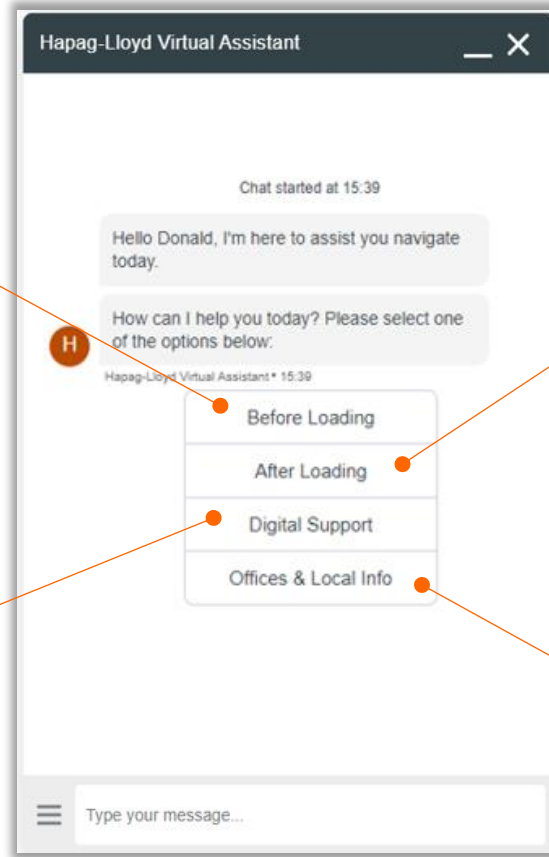 Hapag-Lloyd Virtual Assistant
Chat started at 15:39
Hello Donald, I'm here to assist you navigate
today.
How can I help you today? Please select one
of the options below:
H
Hapag-Lloyd Virtual Assistant • 15:39
Before Loading
After Loading
Digital Support
Offices & Local Info
Type your message...